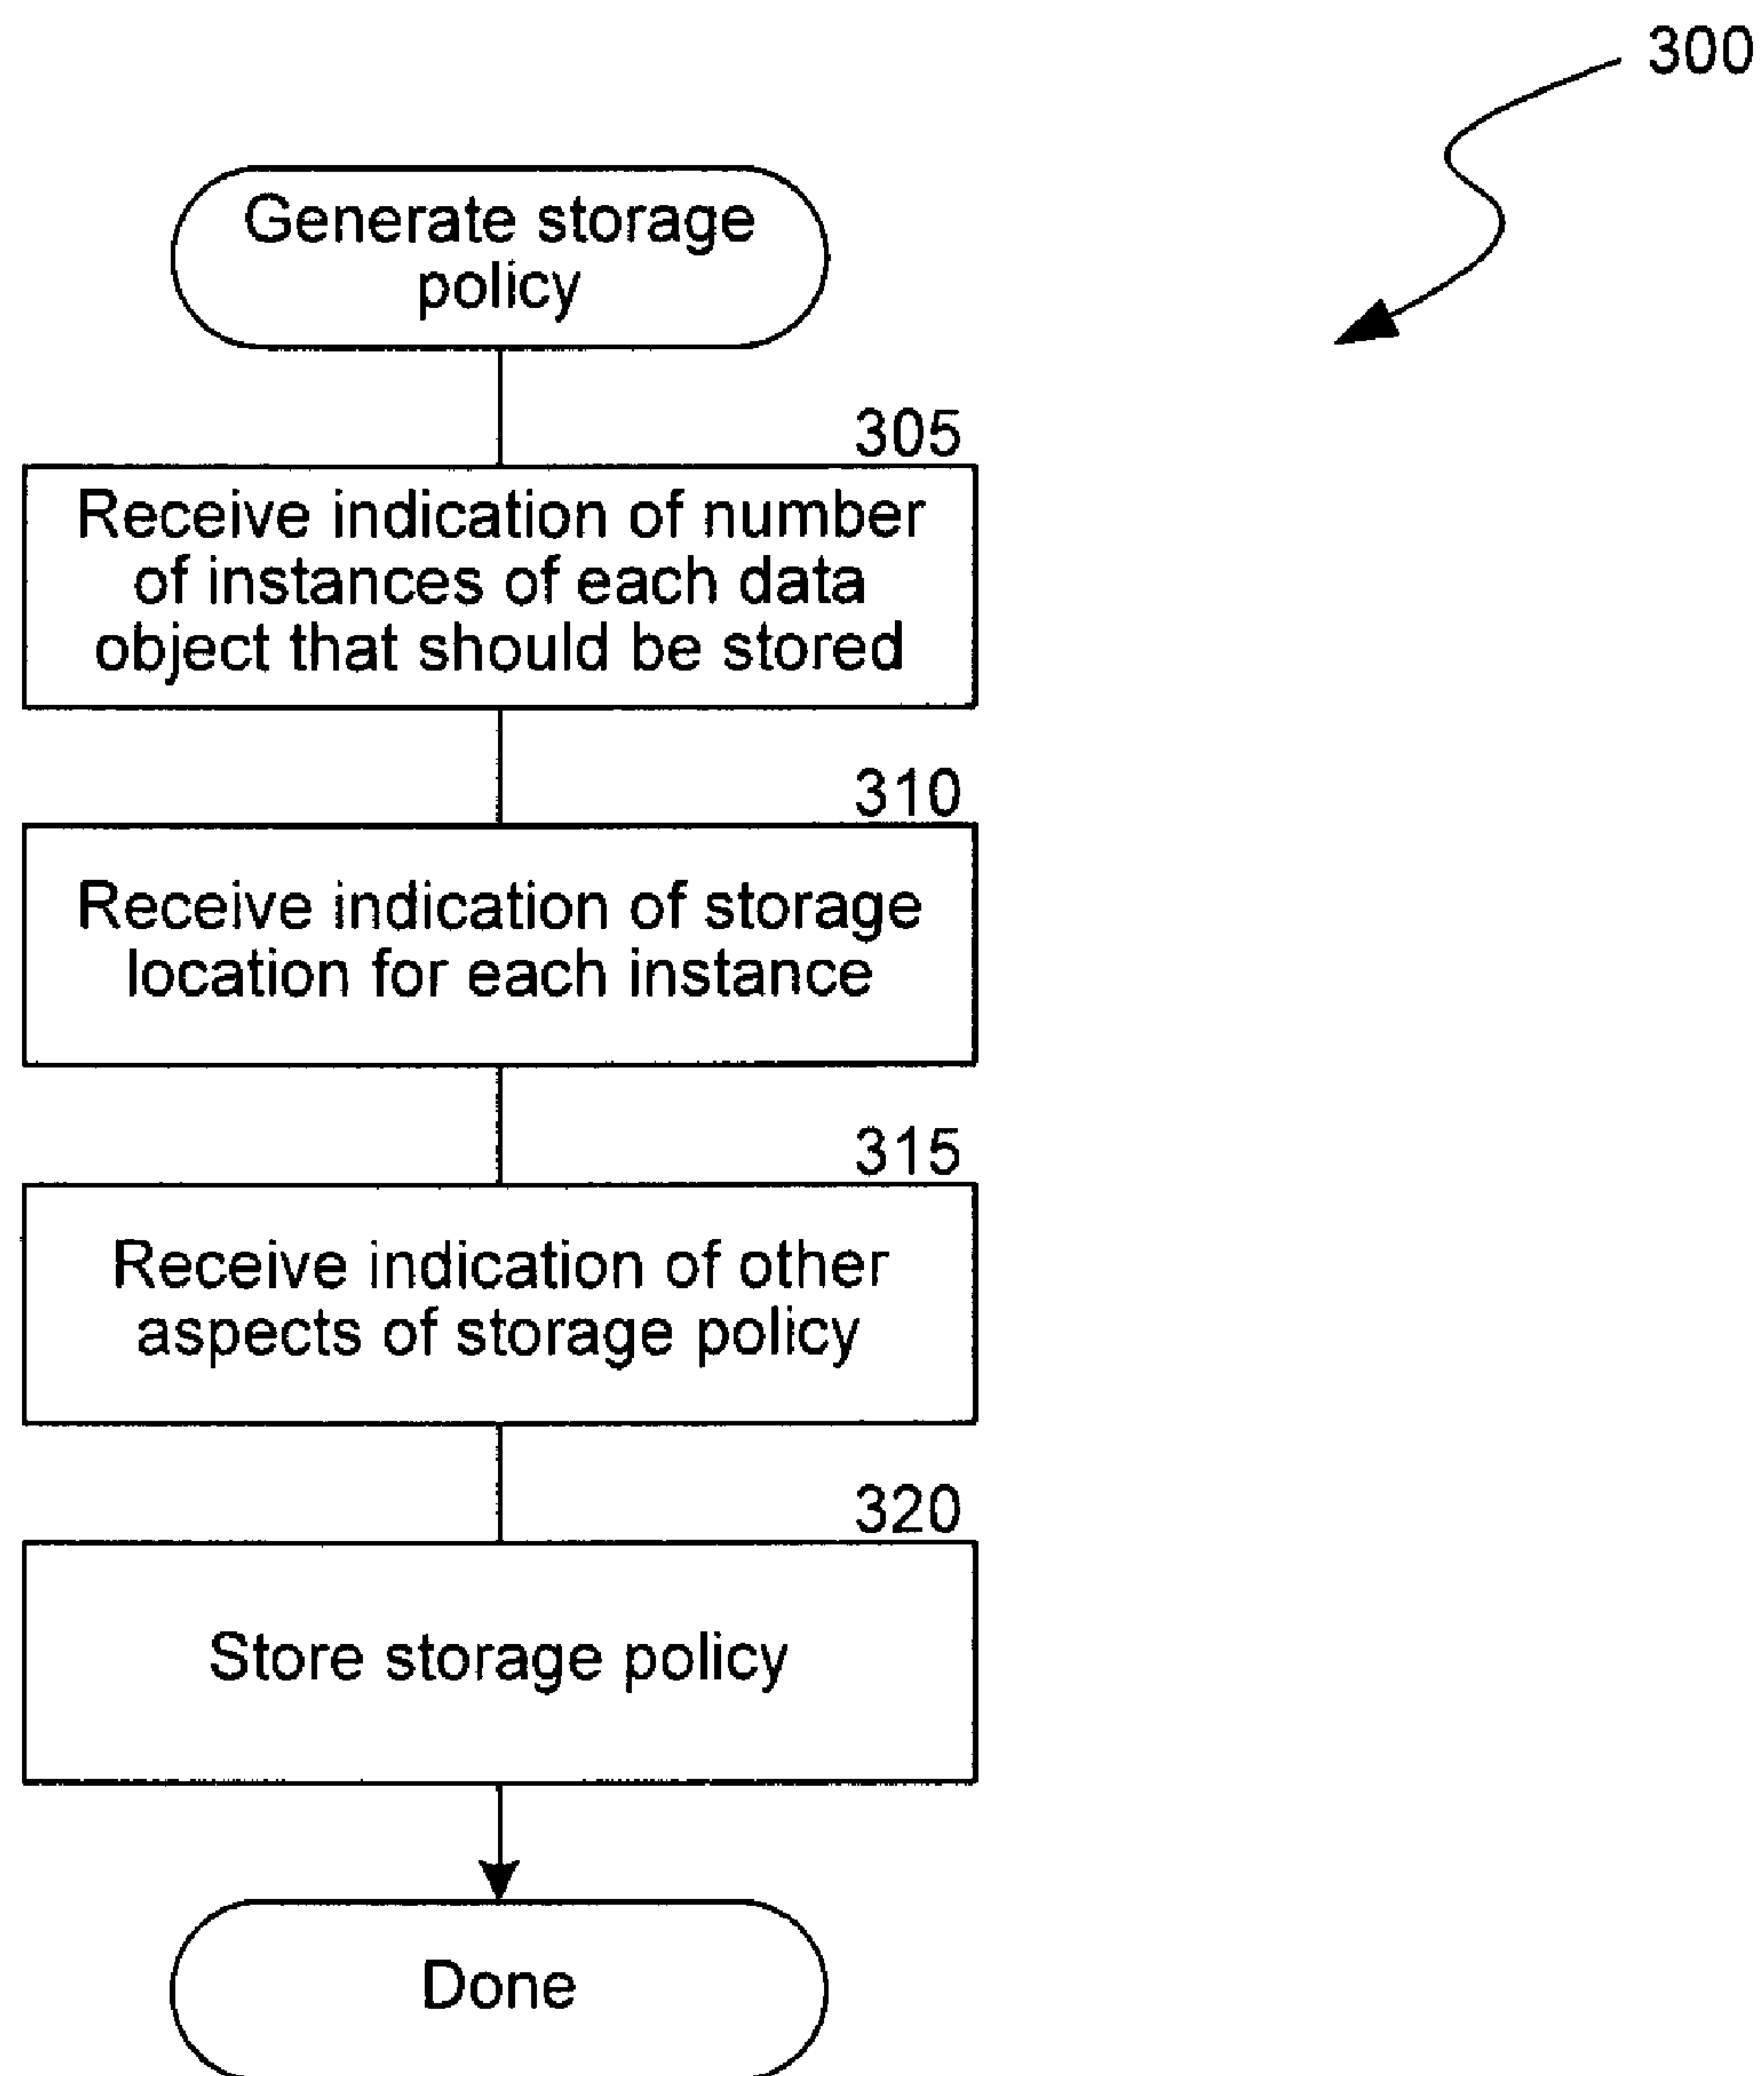 300
Generate storage
policy
305
Receive indication of number
of instances of each data
object that should be stored
310
Receive indication of storage
location for each instance
315
Receive indication of other
aspects of storage policy
320
Store storage policy
Done